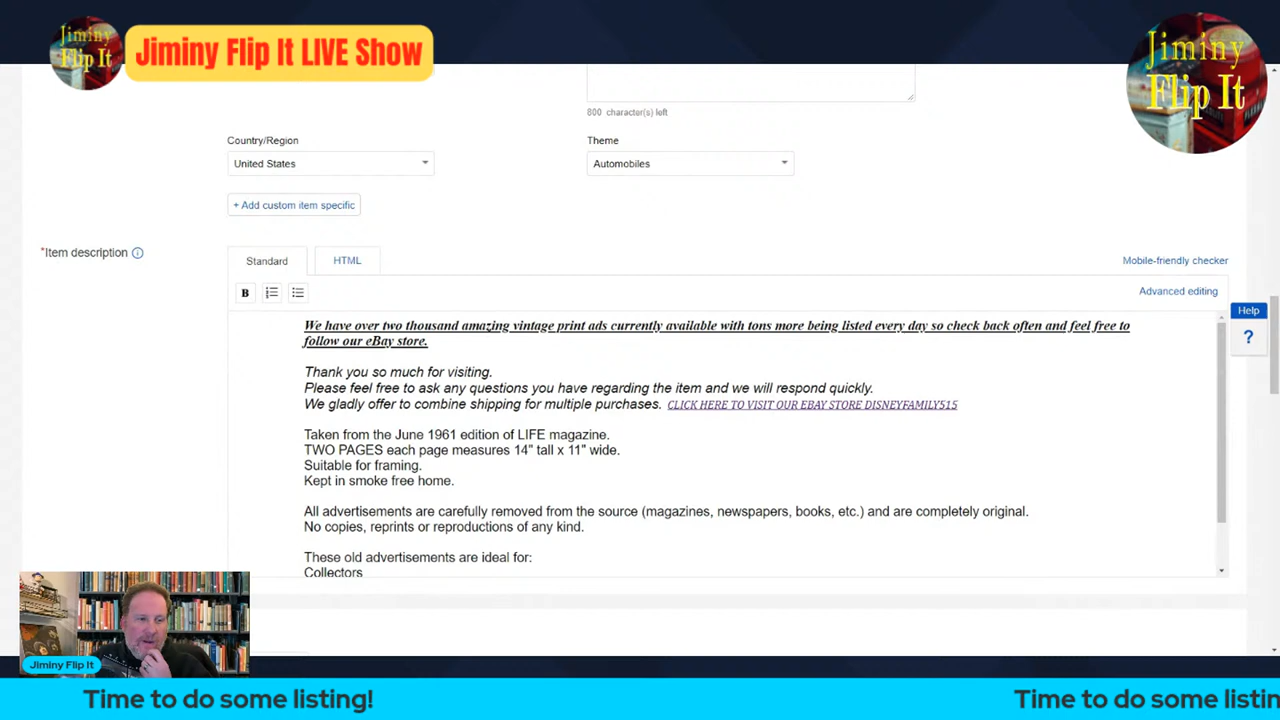 Jiminy
Flip It
Jiminy Flip It LIVE Show
Jiminy
Flip It
800 character(s) left
Country/Region
Theme
United States
Automobiles
+ Add custom item specific
*Item description
Standard
HTML
Mobile-friendly checker
B
Advanced editing
Help
?
We have over two thousand amazing vintage print ads currently available with tons more being listed every day so check back often and feel free to
follow our eBay store.
Thank you so much for visiting.
Please feel free to ask any questions you have regarding the item and we will respond quickly.
We gladly offer to combine shipping for multiple purchases. CLICK HERE TO VISIT OUR EBAY STORE DISNEYFAMILY515
Taken from the June 1961 edition of LIFE magazine.
TWO PAGES each page measures 14" tall x 11" wide.
Suitable for framing.
Kept in smoke free home.
All advertisements are carefully removed from the source (magazines, newspapers, books, etc.) and are completely original.
No copies, reprints or reproductions of any kind.
These old advertisements are ideal for:
Collectors
Jiminy Flip It
Time to do some listing!
Time to do some listin